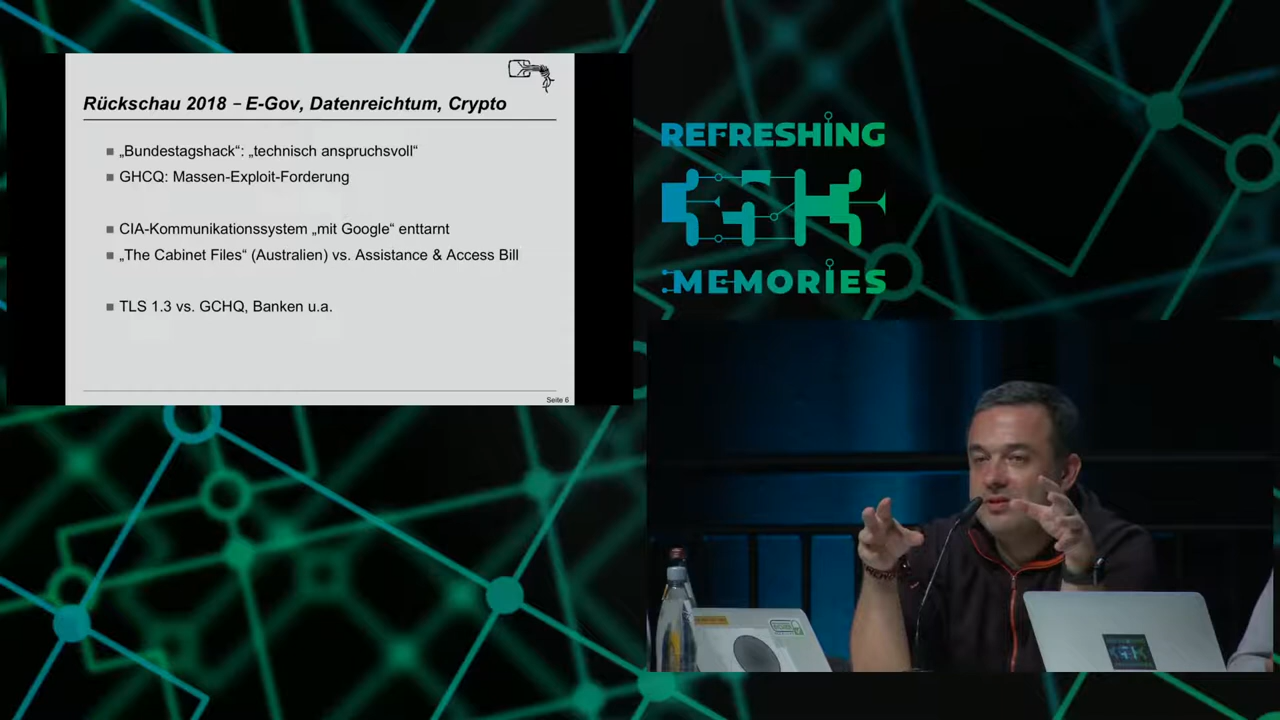 Rückschau 2018 – E-Gov, Datenreichtum, Crypto
„Bundestagshack“: „technisch anspruchsvoll“
GHCQ: Massen-Exploit-Forderung
CIA-Kommunikationssystem „mit Google“ enttarnt
„The Cabinet Files“ (Australien) vs. Assistance & Access Bill
TLS 1.3 vs. GCHQ, Banken u.a.
Seite 6
REFRESHING
MEMORIES